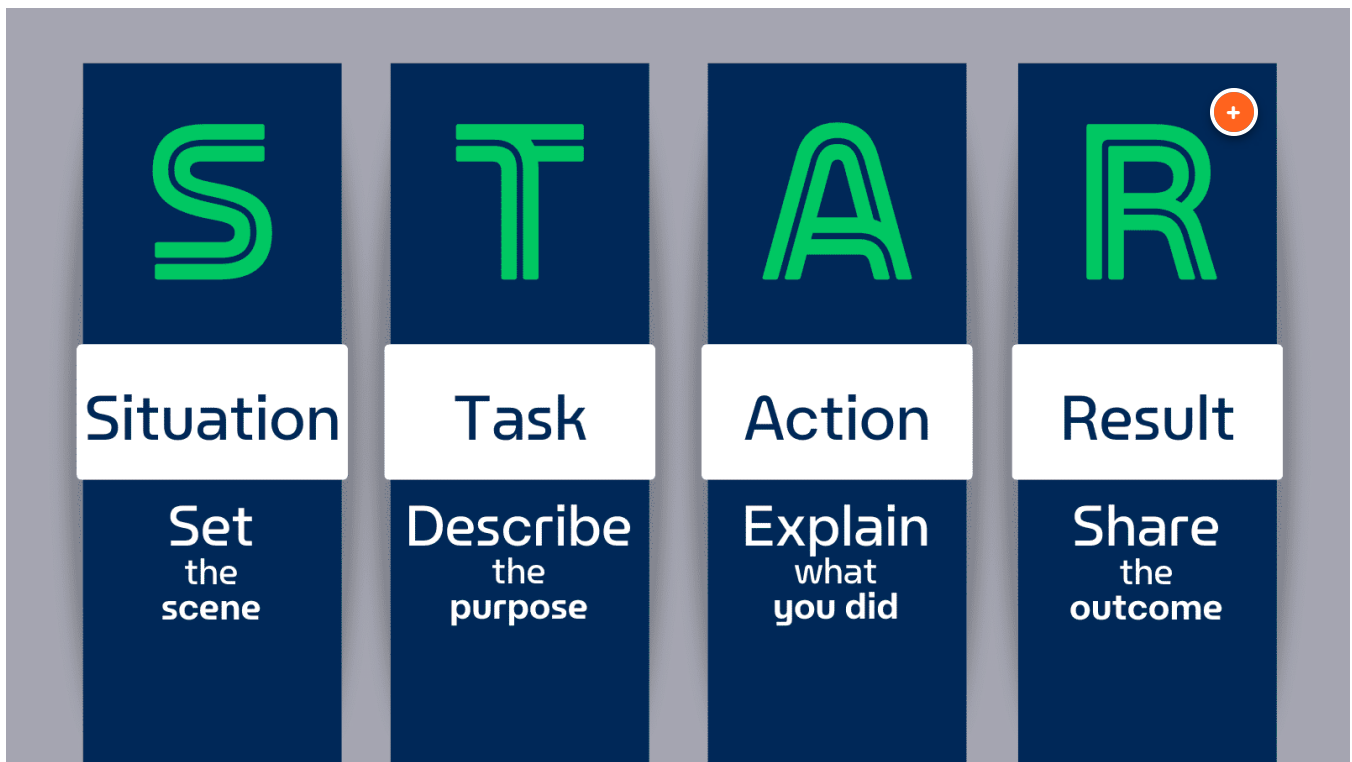 S
Situation
Set
the
scene
T
Task
Describe
the
purpose
A
Action
Explain
what
you did
R
+
Result
Share
the
outcome